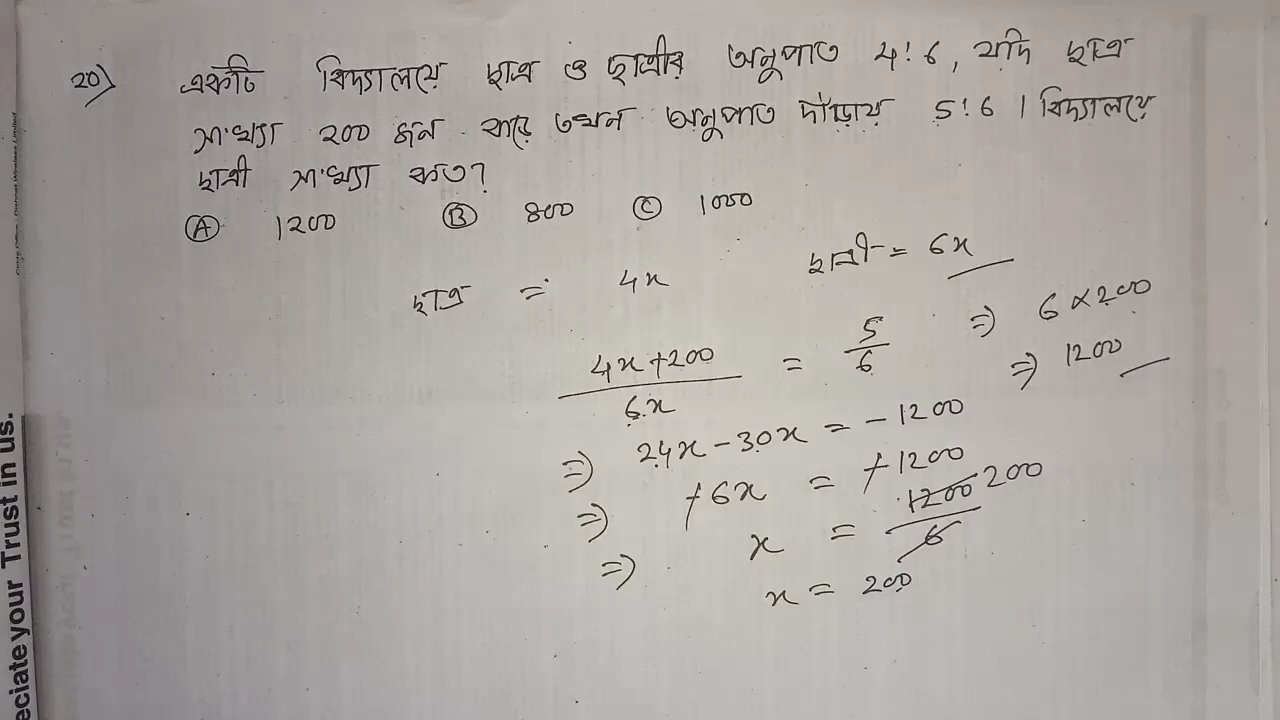 ২০) একটি বিদ্যালয়ে ছাত্র ও ছাত্রীর অনুপাত 4:6, যদি ছাত্র
সংখ্যা ২00 জন বাড়ে তখন অনুপাত দাঁড়ায় 5:6। বিদ্যালয়ে
ছাত্রী সংখ্যা কত?
Ⓐ 1200 Ⓑ 800 Ⓒ 1000
ছাত্র = 4x ছাত্রী = 6x
(4x+200)/6x = 5/6 ⇒ 6×200
⇒ 1200
⇒ 24x-30x = -1200
⇒ +6x = +1200
⇒ x = 1200/6 200
x = 200
eciate your Trust in us.